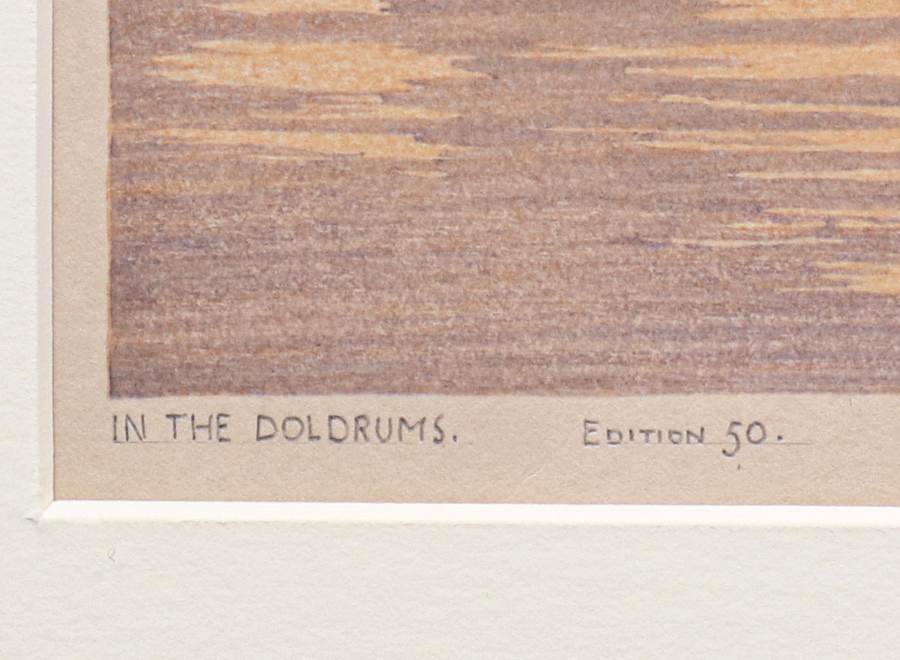 IN THE DOLDRUMS. EDITION 50.